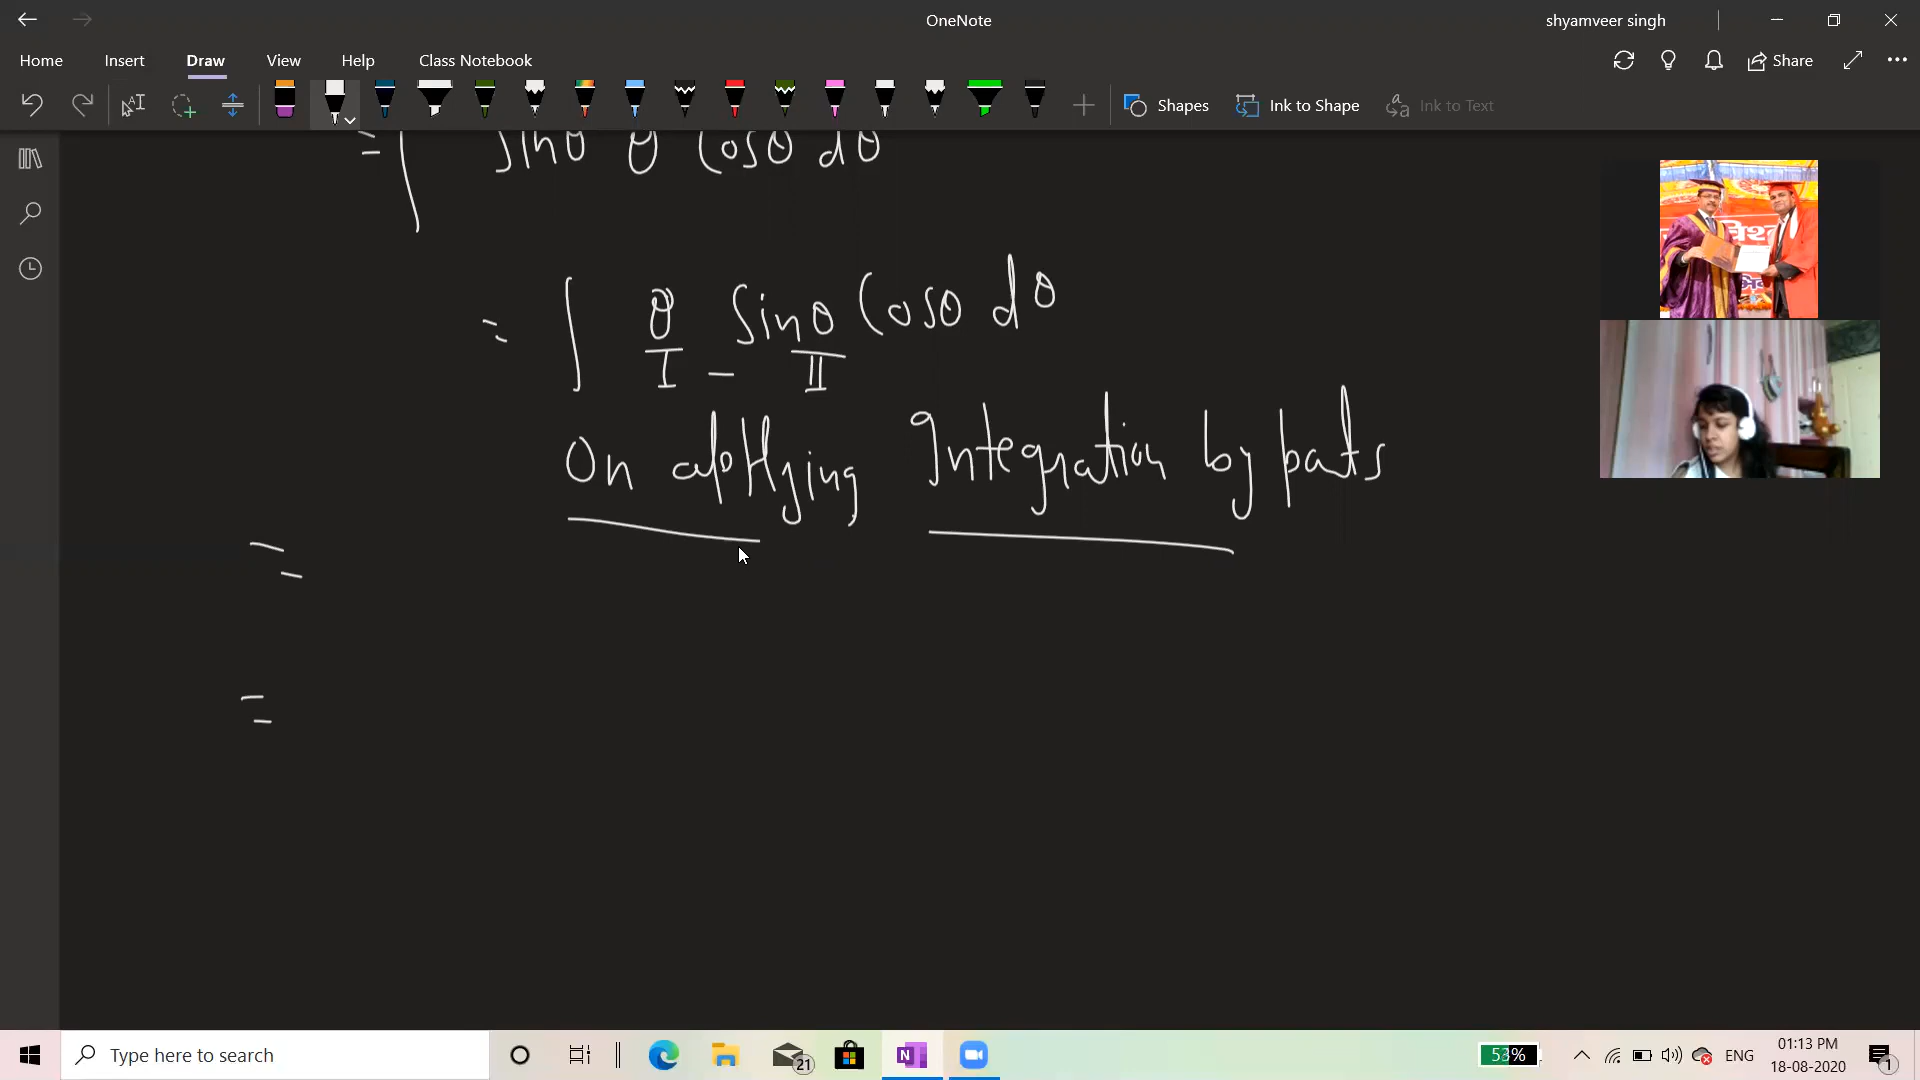 OneNote
shyamveer singh
Home Insert Draw View Help Class Notebook
Share
Shapes Ink to Shape Ink to Text
= ∫ Sinθ θ Cosθ dθ
= ∫ θ Sinθ Cosθ dθ
I - II
On applying Integration by parts
=
=
Type here to search
21
53%
ENG
01:13 PM
18-08-2020
1